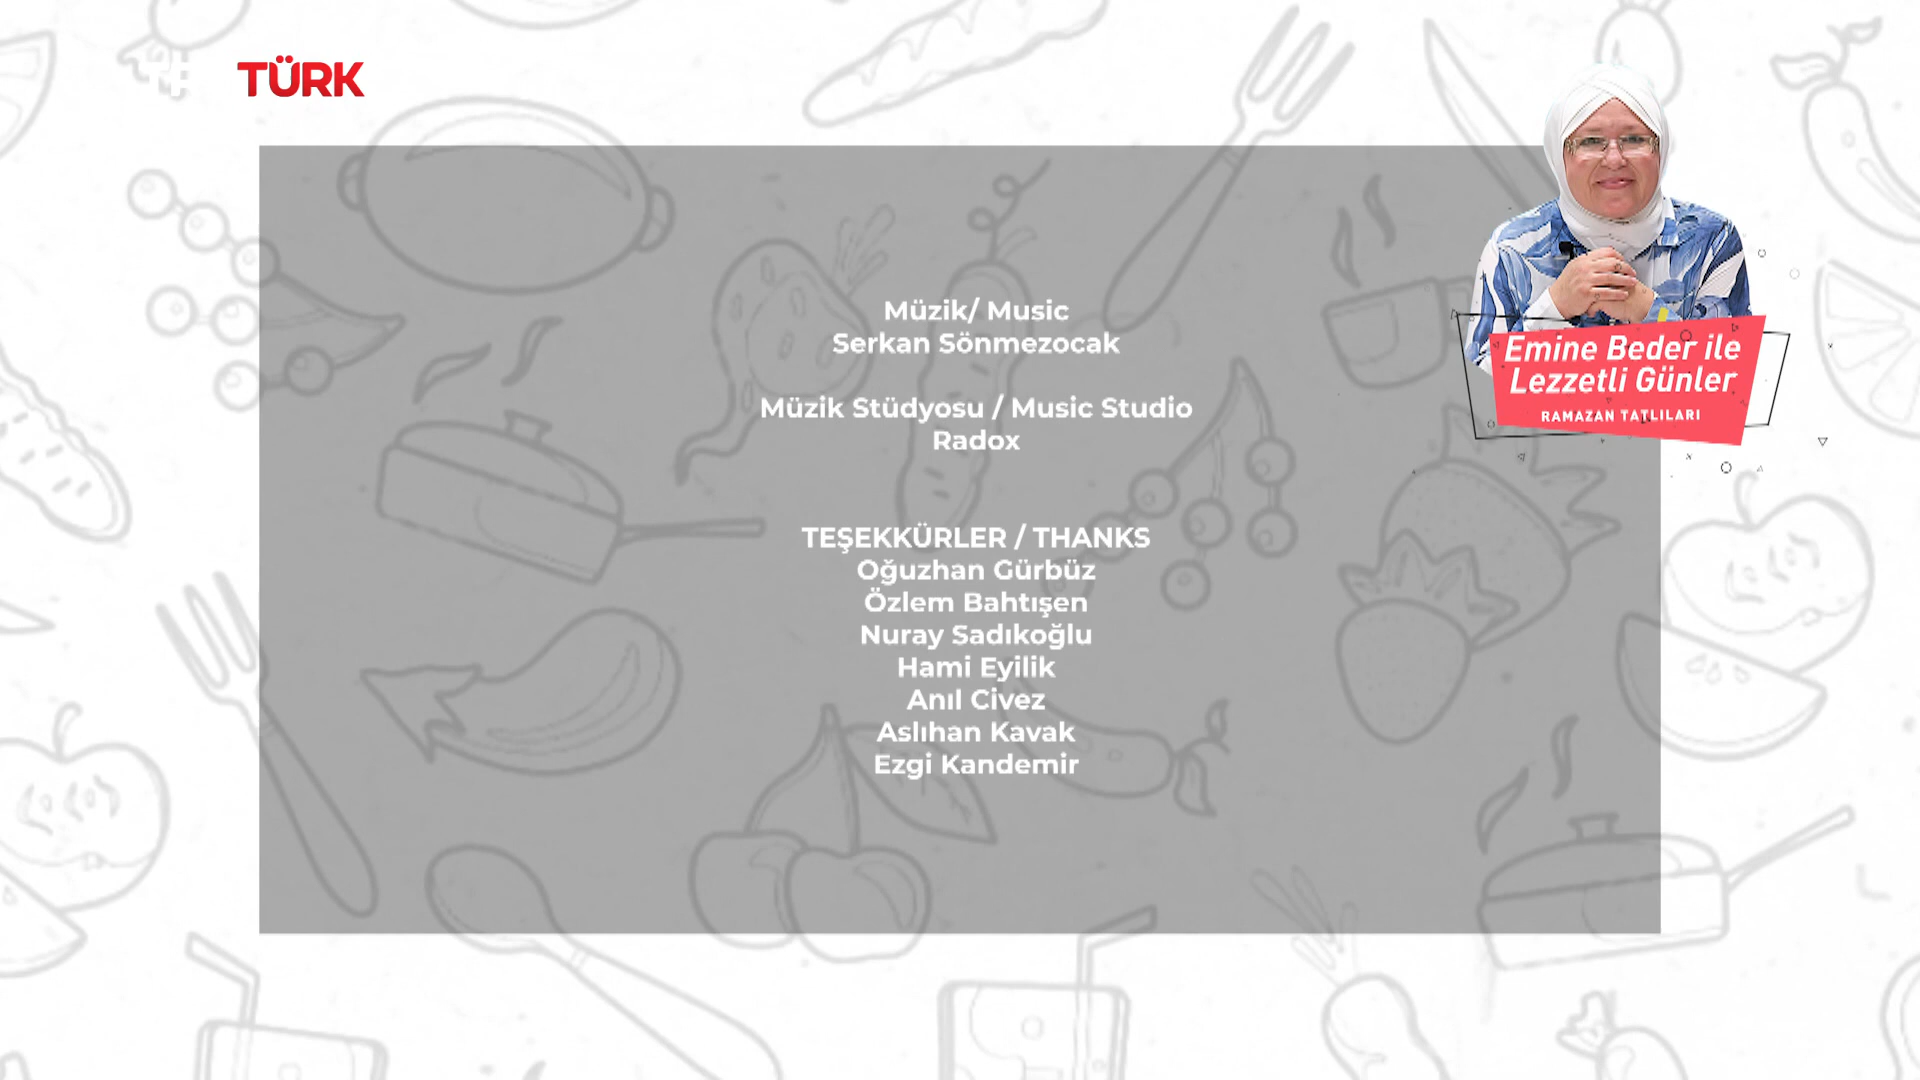 TR TÜRK
Emine Beder ile
Lezzetli Günler
RAMAZAN TATLILARI
Müzik/ Music
Serkan Sönmezocak
Müzik Stüdyosu / Music Studio
Radox
TEŞEKKÜRLER / THANKS
Oğuzhan Gürbüz
Özlem Bahtışen
Nuray Sadıkoğlu
Hami Eyilik
Anıl Civez
Aslıhan Kavak
Ezgi Kandemir